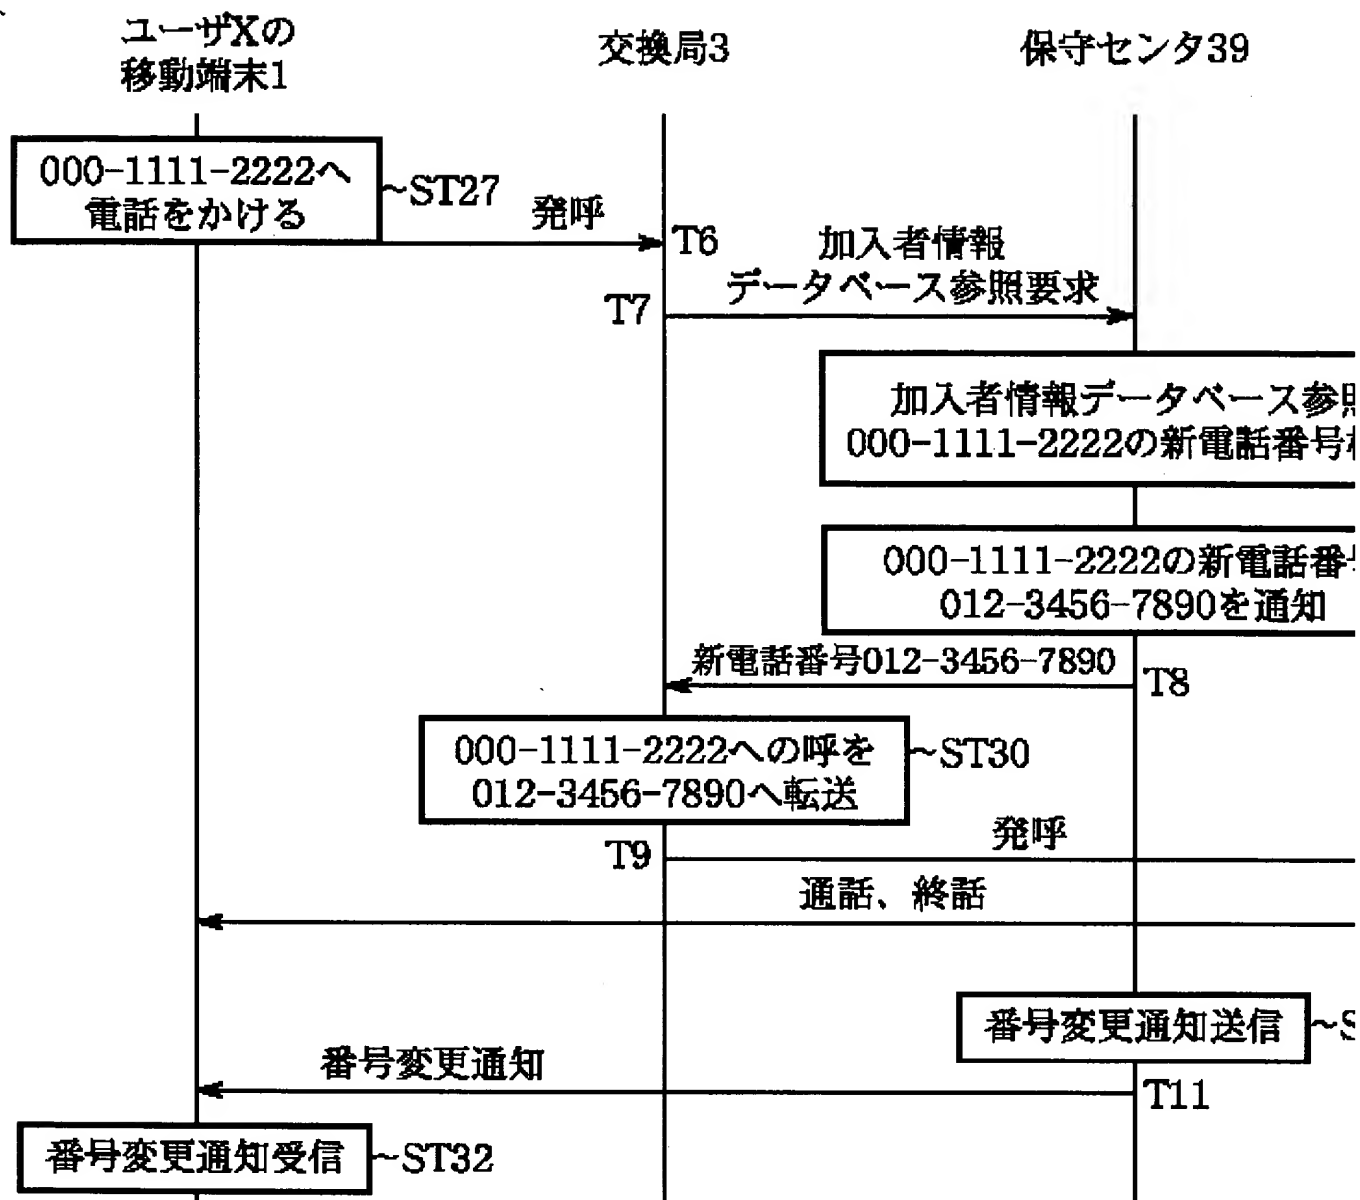 ユーザXの
移動端末1
交換局3
保守センタ39
000-1111-2222へ
電話をかける
~ST27
発呼
T6
加入者情報
データベース参照要求
T7
加入者情報データベース参照
000-1111-2222の新電話番号
000-1111-2222の新電話番号
012-3456-7890を通知
新電話番号012-3456-7890
T8
000-1111-2222への呼を
012-3456-7890へ転送
~ST30
発呼
T9
通話、終話
番号変更通知送信
~S
番号変更通知
T11
番号変更通知受信
~ST32